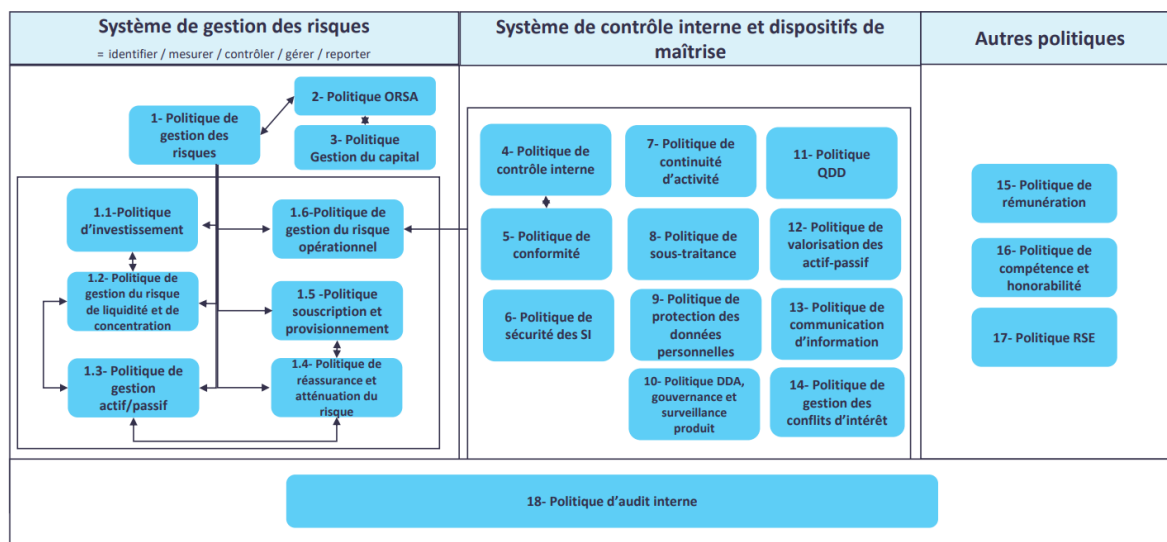 Système de gestion des risques
= identifier / mesurer / contrôler / gérer / reporter
Système de contrôle interne et dispositifs de
maîtrise
Autres politiques
1- Politique de
gestion des
risques
2- Politique ORSA
3- Politique
Gestion du capital
1.1-Politique
d'investissement
1.6-Politique de
gestion du risque
opérationnel
1.2- Politique de
gestion du risque
de liquidité et de
concentration
1.5 -Politique
souscription et
provisionnement
1.3- Politique de
gestion
actif/passif
1.4- Politique de
réassurance et
atténuation du
risque
4- Politique de
contrôle interne
5- Politique de
conformité
6- Politique de
sécurité des SI
7- Politique de
continuité
d'activité
8- Politique de
sous-traitance
9- Politique de
protection des
données
personnelles
10- Politique DDA,
gouvernance et
surveillance
produit
11- Politique
QDD
12- Politique de
valorisation des
actif-passif
13- Politique de
communication
d'information
14- Politique de
gestion des
conflits d'intérêt
15- Politique de
rémunération
16- Politique de
compétence et
honorabilité
17- Politique RSE
18- Politique d'audit interne